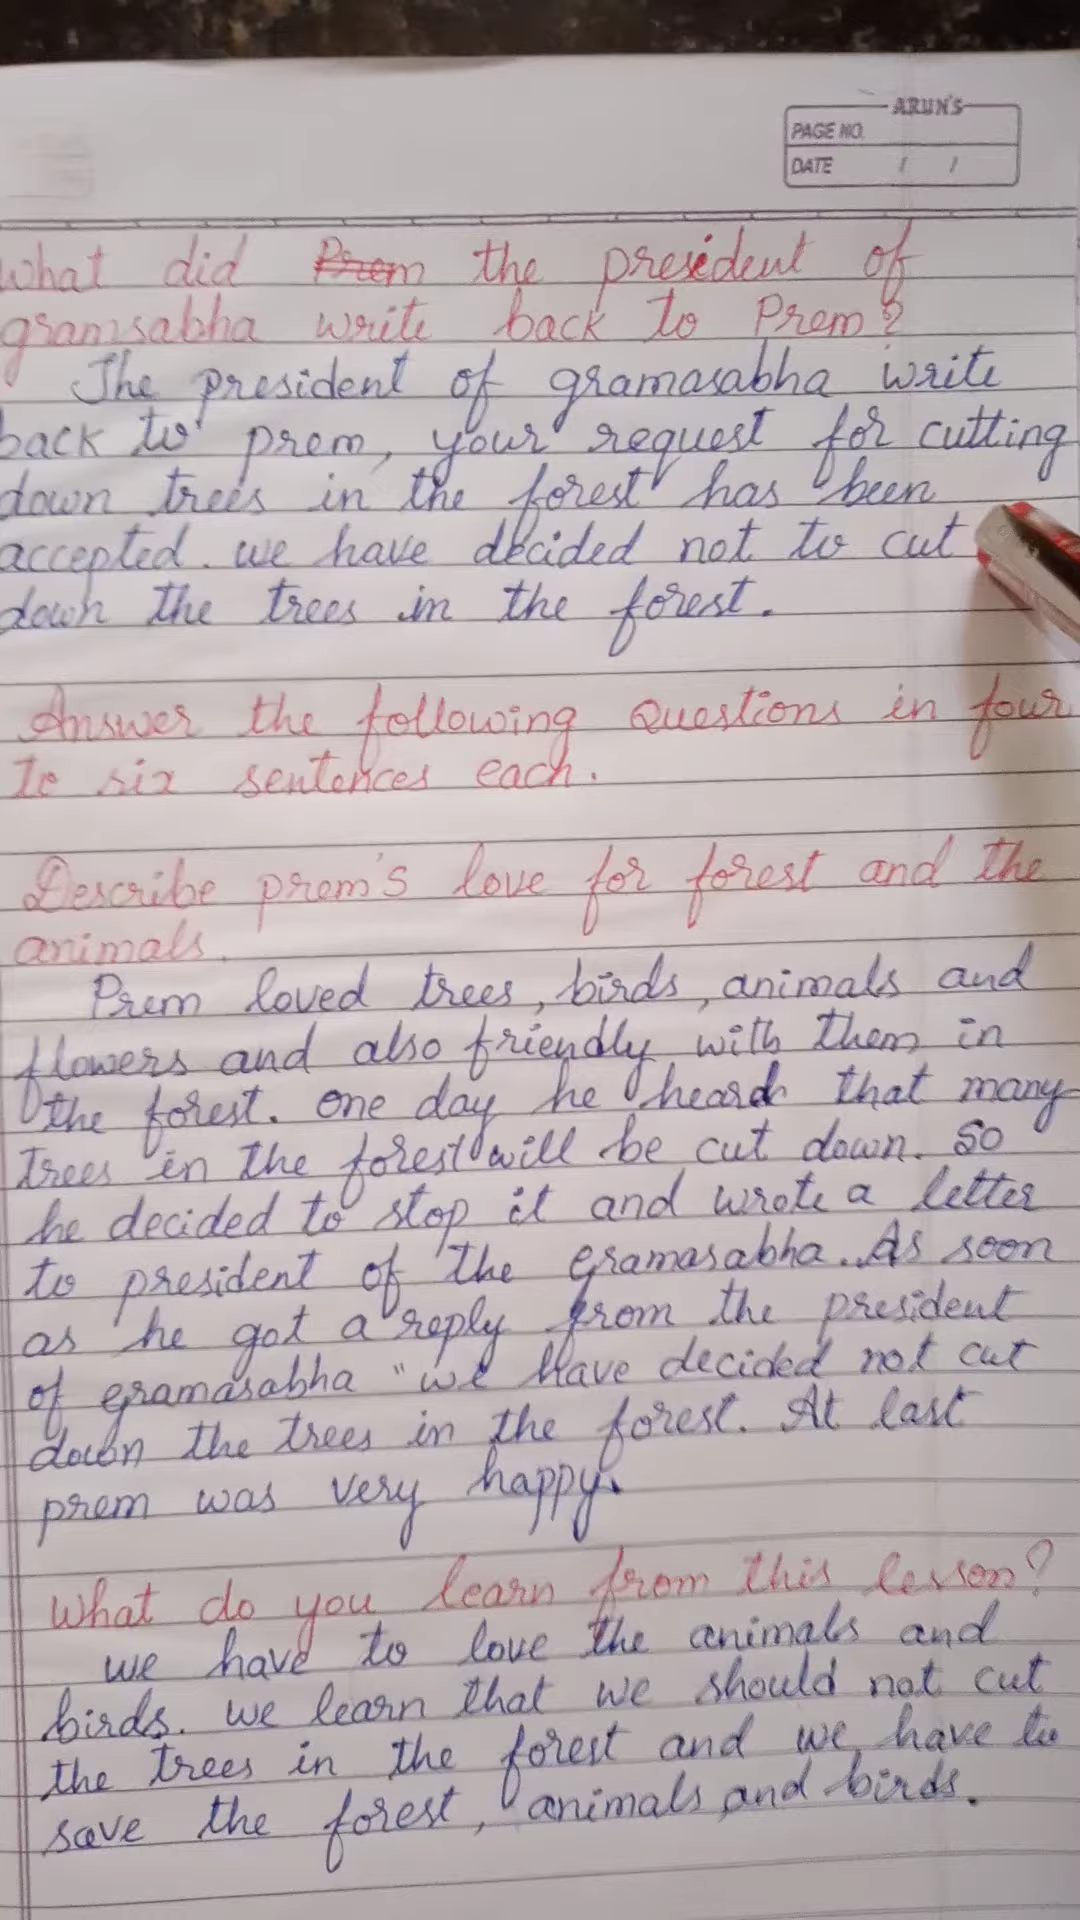 ARUN'S
PAGE NO.
DATE / /
what did Prem the president of
gramsabha write back to Prem?
The president of gramasabha write
back to prem, your request for cutting
down trees in the forest has been
accepted. we have decided not to cut
down the trees in the forest.
Answer the following Questions in four
to six sentences each.
Describe prem's love for forest and the
animals.
Prem loved trees, birds, animals and
flowers and also friendly with them in
the forest. one day he heard that many
trees in the forest will be cut down. So
he decided to stop it and wrote a letter
to president of the gramasabha. As soon
as he got a reply from the president
of gramasabha "we have decided not cut
down the trees in the forest. At last
prem was very happy.
What do you learn from this lesson?
we have to love the animals and
birds. we learn that we should not cut
the trees in the forest and we have to
save the forest, animals and birds.